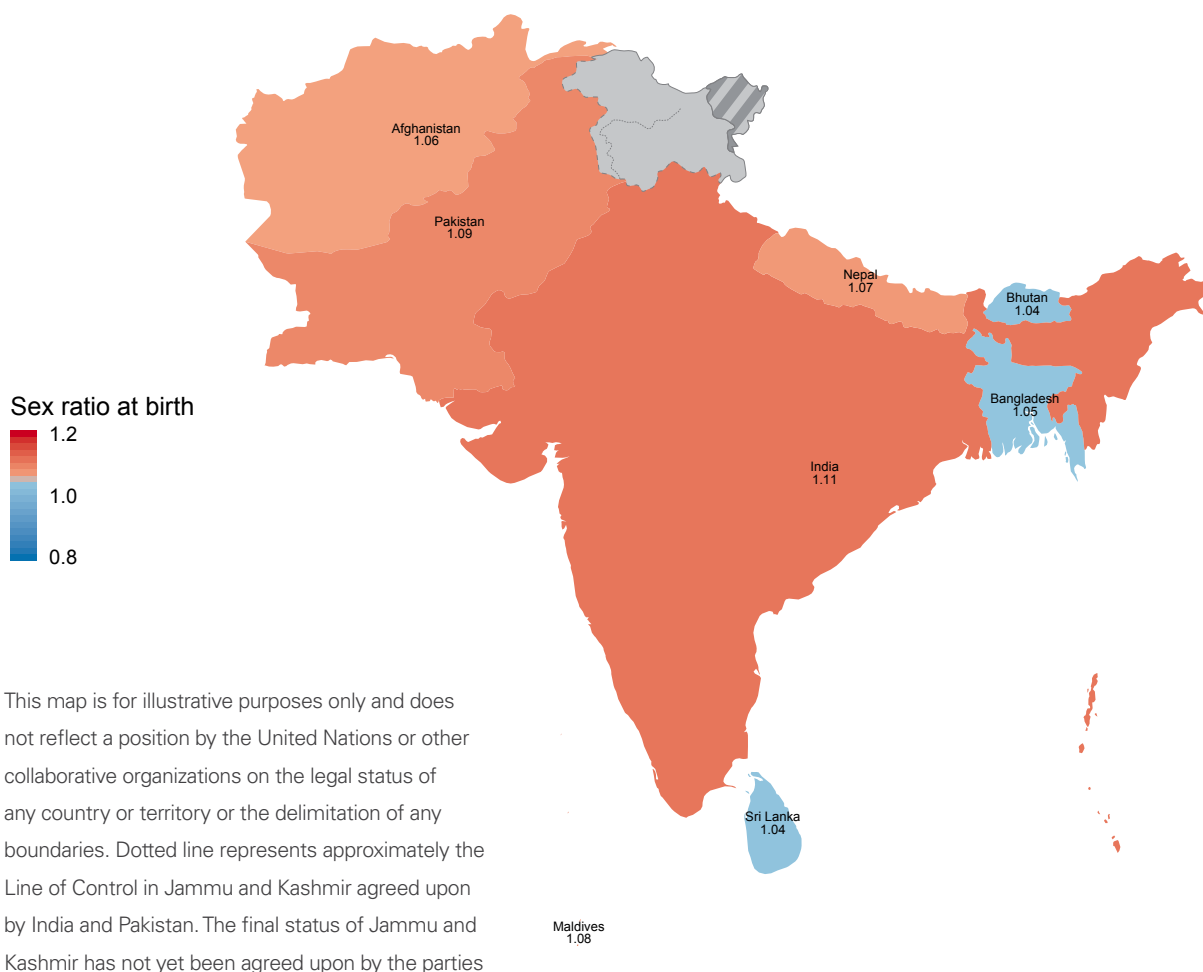 Afghanistan
1.06
Pakistan
1.09
Nepal
1.07
Bhutan
1.04
Bangladesh
1.05
India
1.11
Sri Lanka
1.04
Maldives
1.08
Sex ratio at birth
1.2
1.0
0.8
This map is for illustrative purposes only and does
not reflect a position by the United Nations or other
collaborative organizations on the legal status of
any country or territory or the delimitation of any
boundaries. Dotted line represents approximately the
Line of Control in Jammu and Kashmir agreed upon
by India and Pakistan. The final status of Jammu and
Kashmir has not yet been agreed upon by the parties